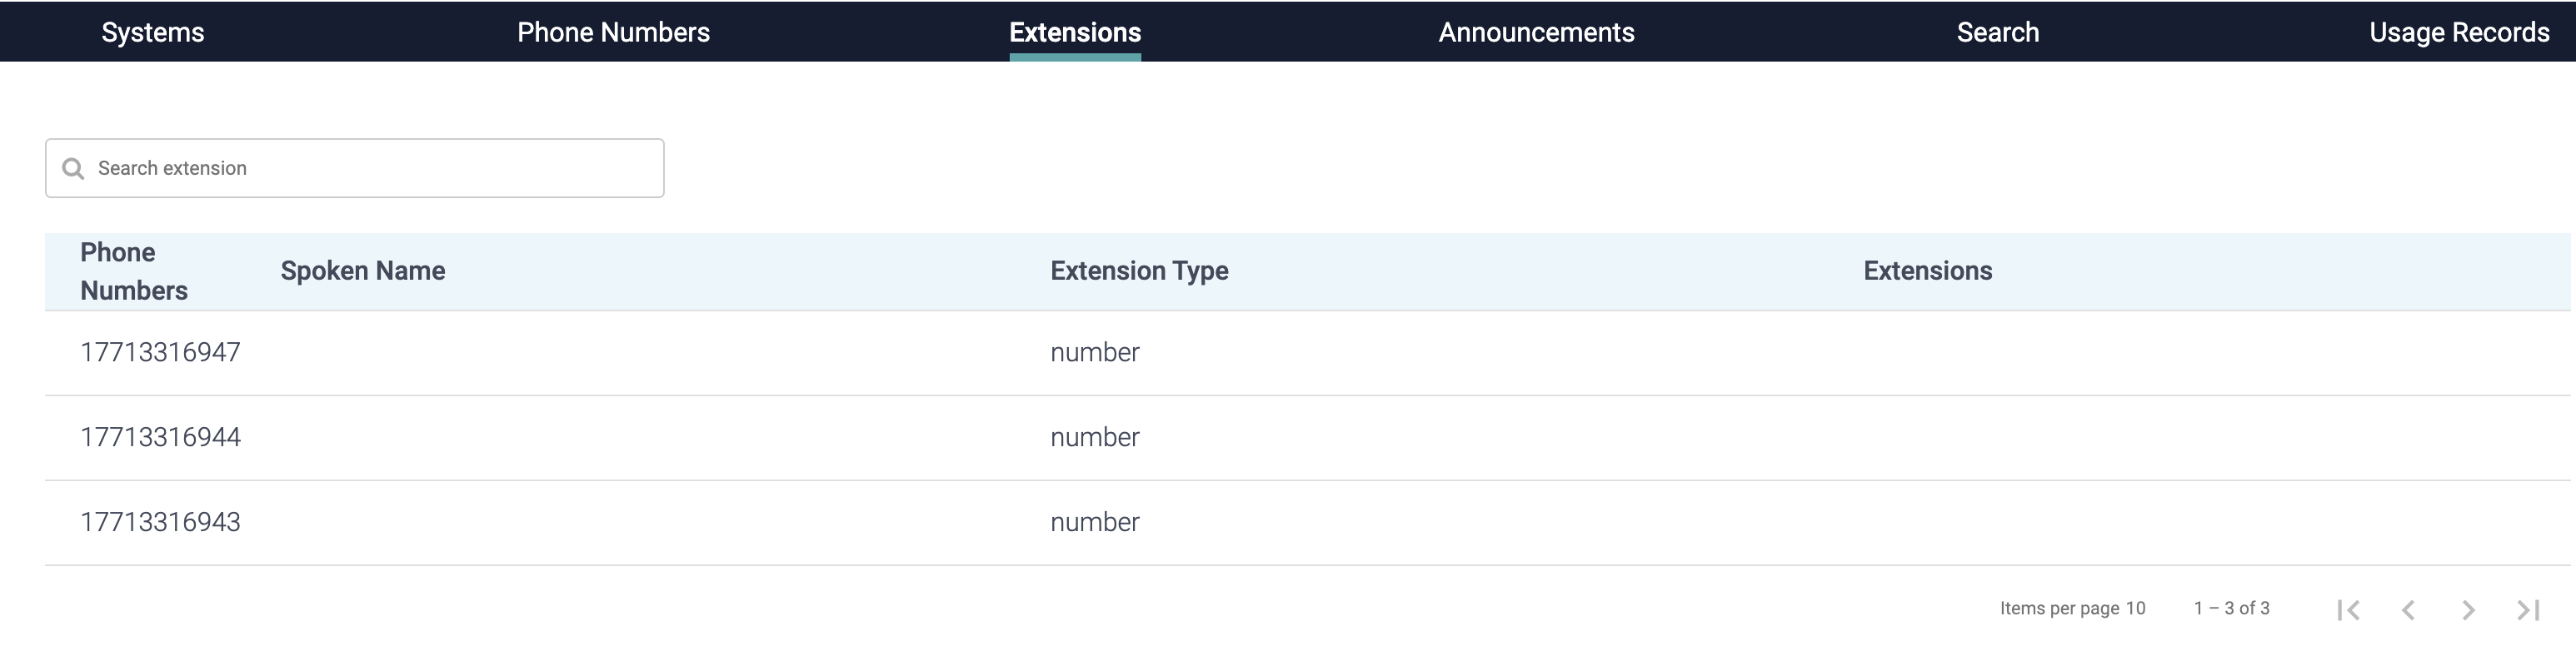 Systems Phone Numbers Extensions Announcements Search Usage Records
Search extension
Phone Numbers Spoken Name Extension Type Extensions
17713316947 number
17713316944 number
17713316943 number
Items per page 10 1 – 3 of 3